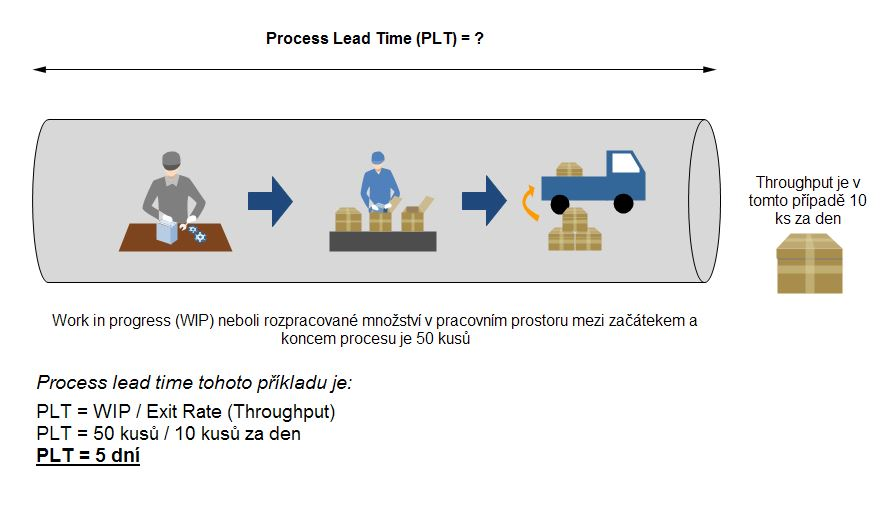 Process Lead Time (PLT) = ?
Throughput je v
tomto případě 10
ks za den
Work in progress (WIP) neboli rozpracované množství v pracovním prostoru mezi začátekem a
koncem procesu je 50 kusů
Process lead time tohoto příkladu je:
PLT = WIP / Exit Rate (Throughput)
PLT = 50 kusů / 10 kusů za den
PLT = 5 dní